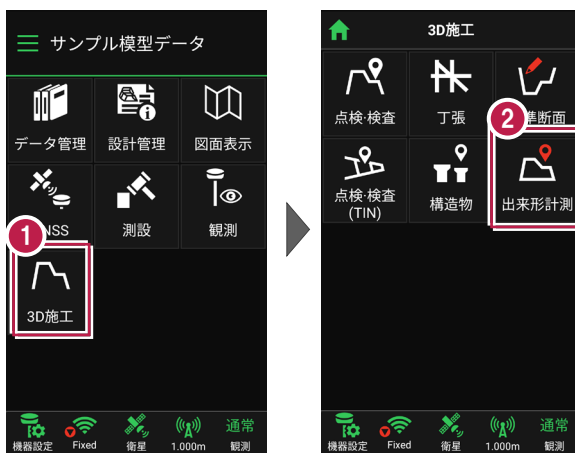 サンプル模型データ
データ管理
設計管理
図面表示
NSS
測設
観測
1
3D施工
機器設定
Fixed
衛星
1.000m
通常
観測
3D施工
点検・検査
丁張
準断面
2
点検・検査
(TIN)
構造物
出来形計測
機器設定
Fixed
衛星
1.000m
通常
観測